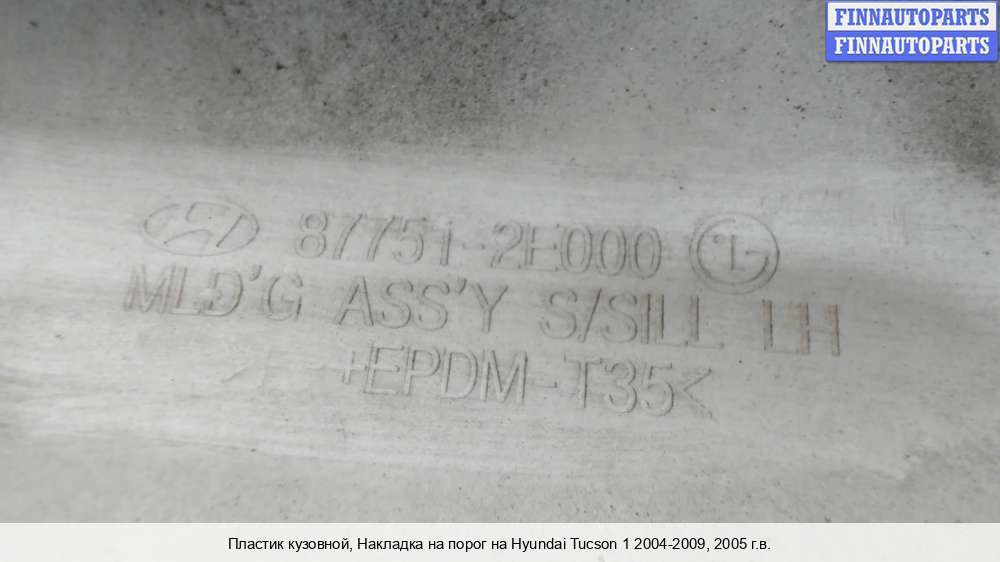 FINNAUTOPARTS
FINNAUTOPARTS
87751-2E000 LG
MLD'G ASS'Y S/SILL LH
+EPDM-T35<
Пластик кузовной, Накладка на порог на Hyundai Tucson 1 2004-2009, 2005 г.в.